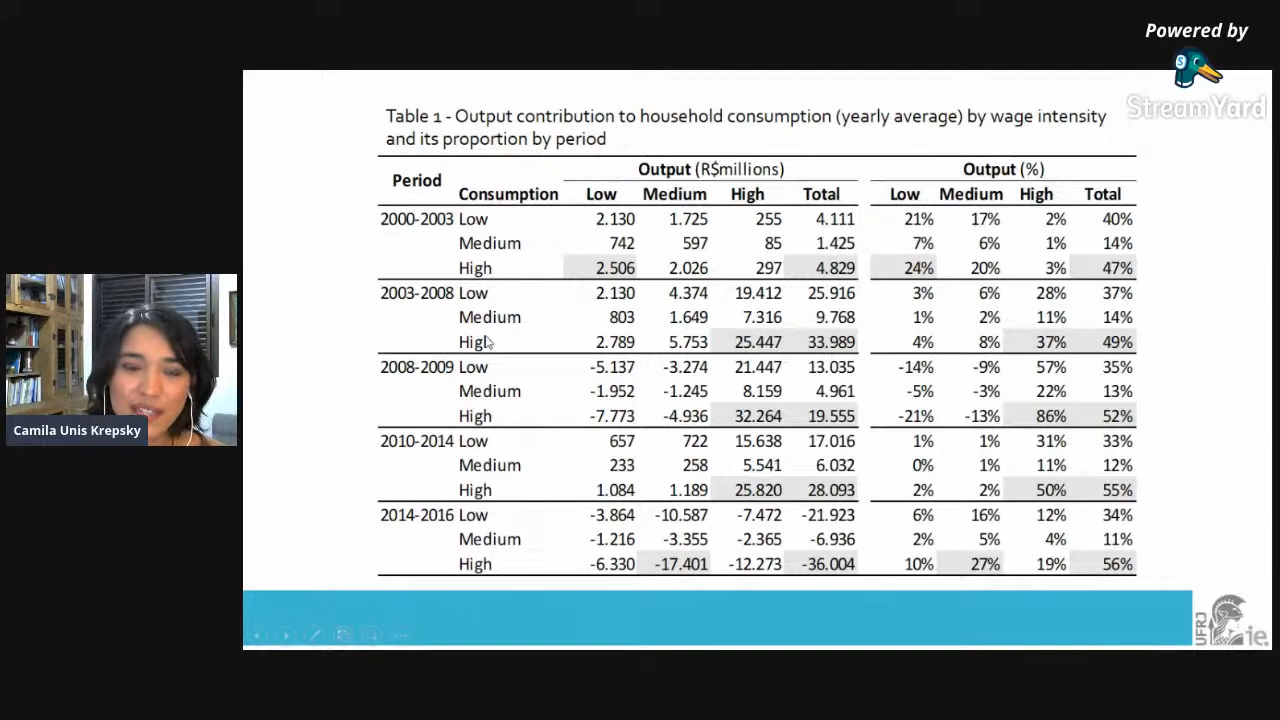 Powered by
StreamYard
Table 1 - Output contribution to household consumption (yearly average) by wage intensity
and its proportion by period
Period Consumption Output (R$millions) Output (%)
Low Medium High Total Low Medium High Total
2000-2003 Low 2.130 1.725 255 4.111 21% 17% 2% 40%
Medium 742 597 85 1.425 7% 6% 1% 14%
High 2.506 2.026 297 4.829 24% 20% 3% 47%
2003-2008 Low 2.130 4.374 19.412 25.916 3% 6% 28% 37%
Medium 803 1.649 7.316 9.768 1% 2% 11% 14%
High 2.789 5.753 25.447 33.989 4% 8% 37% 49%
2008-2009 Low -5.137 -3.274 21.447 13.035 -14% -9% 57% 35%
Medium -1.952 -1.245 8.159 4.961 -5% -3% 22% 13%
High -7.773 -4.936 32.264 19.555 -21% -13% 86% 52%
2010-2014 Low 657 722 15.638 17.016 1% 1% 31% 33%
Medium 233 258 5.541 6.032 0% 1% 11% 12%
High 1.084 1.189 25.820 28.093 2% 2% 50% 55%
2014-2016 Low -3.864 -10.587 -7.472 -21.923 6% 16% 12% 34%
Medium -1.216 -3.355 -2.365 -6.936 2% 5% 4% 11%
High -6.330 -17.401 -12.273 -36.004 10% 27% 19% 56%
Camila Unis Krepsky
UFRJ
ie.